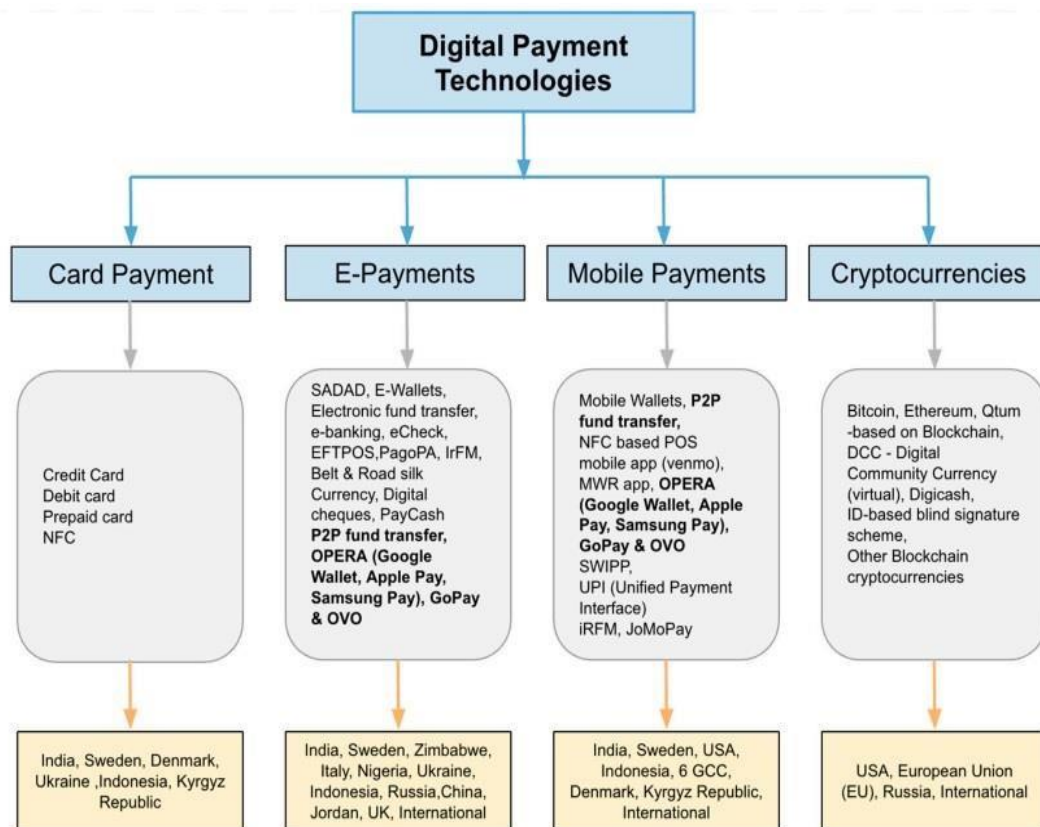 Digital Payment
Technologies
Card Payment
E-Payments
Mobile Payments
Cryptocurrencies
Credit Card
Debit card
Prepaid card
NFC
SADAD, E-Wallets,
Electronic fund transfer,
e-banking, eCheck,
EFTPOS,PagoPA, IrFM,
Belt & Road silk
Currency, Digital
cheques, PayCash
P2P fund transfer,
OPERA (Google
Wallet, Apple Pay,
Samsung Pay), GoPay
& OVO
Mobile Wallets, P2P
fund transfer,
NFC based POS
mobile app (venmo),
MWR app, OPERA
(Google Wallet, Apple
Pay, Samsung Pay),
GoPay & OVO
SWIPP,
UPI (Unified Payment
Interface)
iRFM, JoMoPay
Bitcoin, Ethereum, Qtum
-based on Blockchain,
DCC - Digital
Community Currency
(virtual), Digicash,
ID-based blind signature
scheme,
Other Blockchain
cryptocurrencies
India, Sweden, Denmark,
Ukraine ,Indonesia, Kyrgyz
Republic
India, Sweden, Zimbabwe,
Italy, Nigeria, Ukraine,
Indonesia, Russia,China,
Jordan, UK, International
India, Sweden, USA,
Indonesia, 6 GCC,
Denmark, Kyrgyz Republic,
International
USA, European Union
(EU), Russia, International